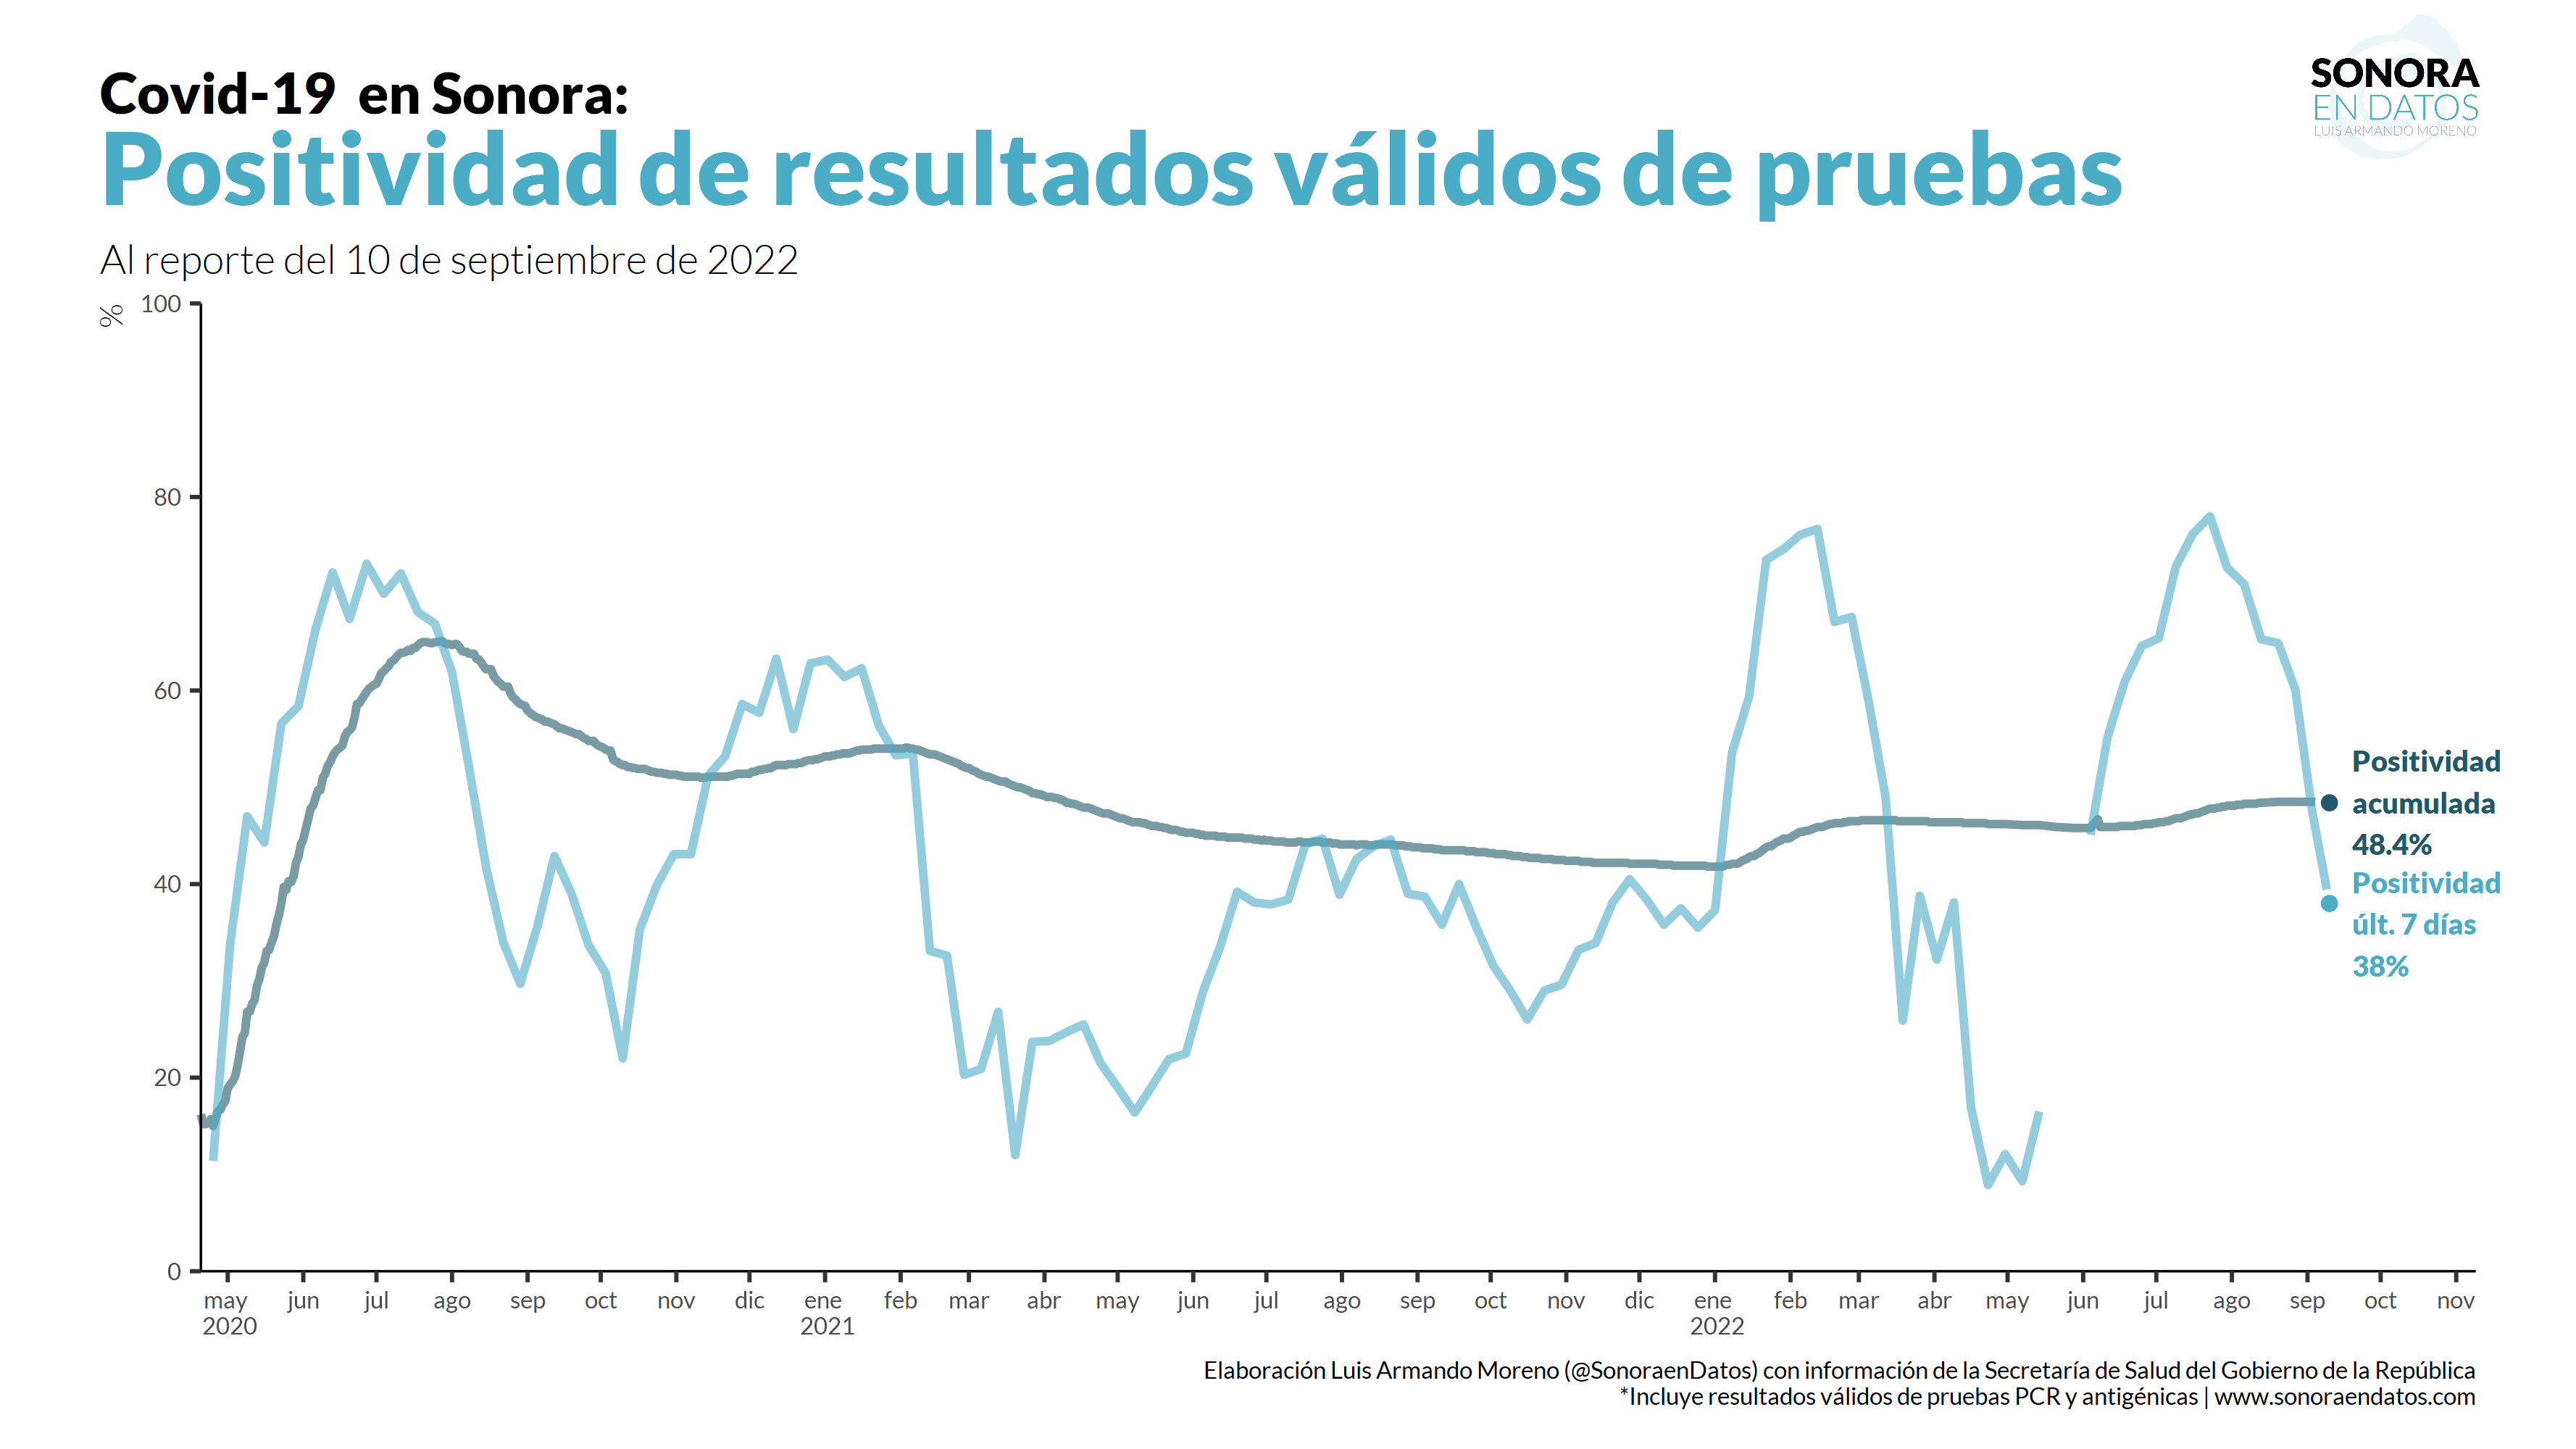 SONORA
EN DATOS
LUIS ARMANDO MORENO
Covid-19 en Sonora:
Positividad de resultados válidos de pruebas
Al reporte del 10 de septiembre de 2022
%
100
80
60
40
20
0
Positividad
acumulada
48.4%
Positividad
últ. 7 días
38%
may jun jul ago sep oct nov dic ene feb mar abr may jun jul ago sep oct nov dic ene feb mar abr may jun jul ago sep oct nov
2020 2021 2022
Elaboración Luis Armando Moreno (@SonoraenDatos) con información de la Secretaría de Salud del Gobierno de la República
*Incluye resultados válidos de pruebas PCR y antigénicas | www.sonoraendatos.com